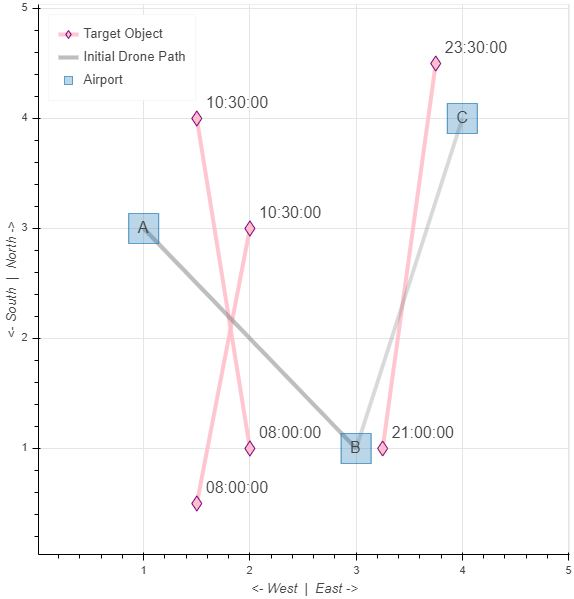 5
Target Object
Initial Drone Path
Airport
23:30:00
10:30:00
4
C
10:30:00
3
A
<- South | North ->
2
08:00:00
21:00:00
1
B
08:00:00
1
2
3
4
5
<- West | East ->